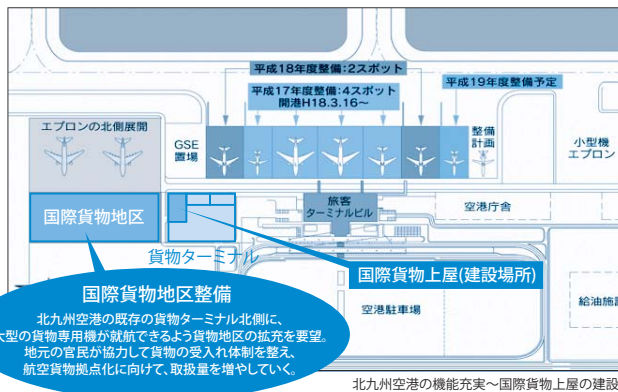 平成18年度整備:2スポット
平成17年度整備:4スポット
開港H18.3.16～
平成19年度整備予定
エプロンの北側展開
GSE
置場
整備
計画
小型機
エプロン
国際貨物地区
旅客
ターミナルビル
空港庁舎
貨物ターミナル
国際貨物上屋(建設場所)
国際貨物地区整備
北九州空港の既存の貨物ターミナル北側に、
大型の貨物専用機が就航できるよう貨物地区の拡充を要望。
地元の官民が協力して貨物の受入れ体制を整え、
航空貨物拠点化に向けて、取扱量を増やしていく。
空港駐車場
給油施設
北九州空港の機能充実～国際貨物上屋の建設